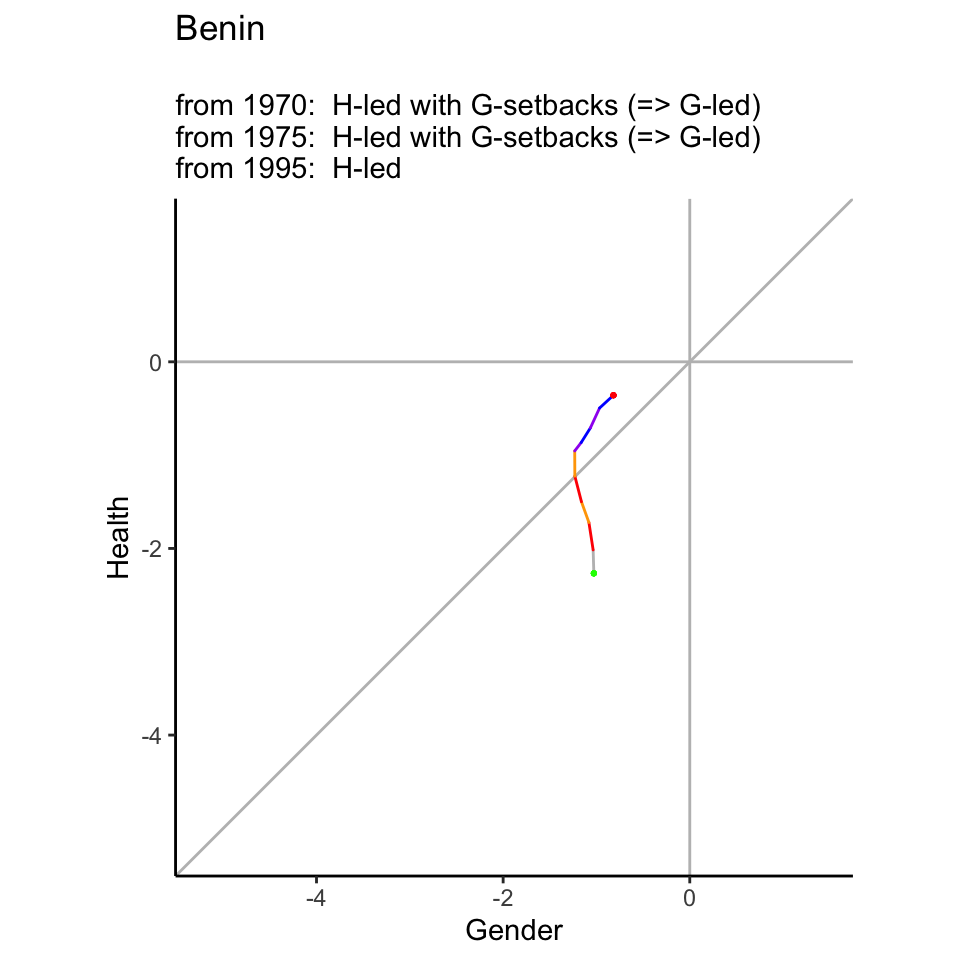 Benin
from 1970:  H-led with G-setbacks (=> G-led)
from 1975:  H-led with G-setbacks (=> G-led)
from 1995:  H-led
Health
0
-2
-4
-4
-2
0
Gender